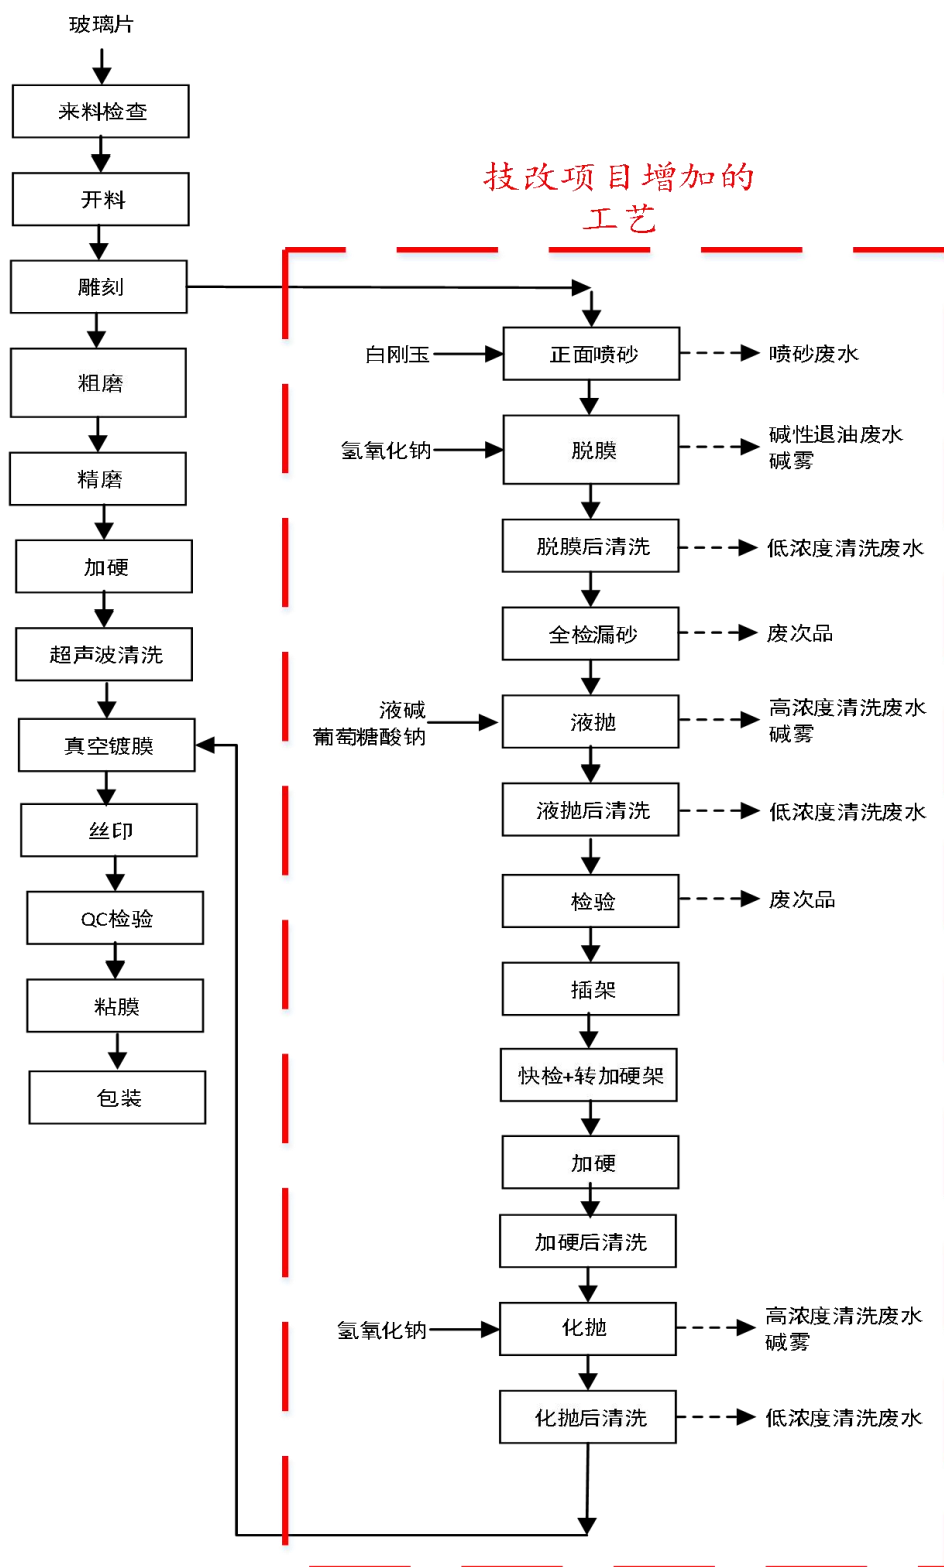 玻璃片
来料检查
开料
雕刻
粗磨
精磨
加硬
超声波清洗
真空镀膜
丝印
QC检验
粘膜
包装
技改项目增加的
工艺
白刚玉
正面喷砂
喷砂废水
氢氧化钠
脱膜
碱性退油废水
碱雾
脱膜后清洗
低浓度清洗废水
全检漏砂
废次品
液碱
葡萄糖酸钠
液抛
高浓度清洗废水
碱雾
液抛后清洗
低浓度清洗废水
检验
废次品
插架
快检+转加硬架
加硬
加硬后清洗
氢氧化钠
化抛
高浓度清洗废水
碱雾
化抛后清洗
低浓度清洗废水